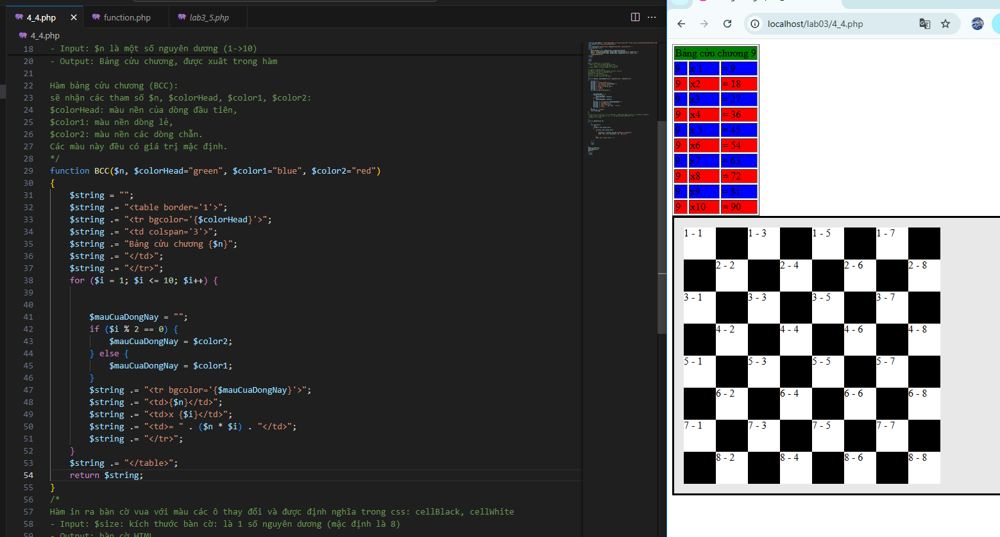 4_4.php
function.php
lab3_5.php
4_4.php
18 - Input: $n là một số nguyên dương (1->10)
20 - Output: Bảng cửu chương, được xuất trong hàm
21
22 Hàm bảng cửu chương (BCC):
23 sẽ nhận các tham số $n, $colorHead, $color1, $color2:
24 $colorHead: màu nền của dòng đầu tiên,
25 $color1: màu nền dòng lẻ,
26 $color2: màu nền các dòng chẵn.
27 Các màu này đều có giá trị mặc định.
28 */
29 function BCC($n, $colorHead="green", $color1="blue", $color2="red")
30 {
31 $string = "";
32 $string .= "<table border='1'>";
33 $string .= "<tr bgcolor='{$colorHead}'>";
34 $string .= "<td colspan='3'>";
35 $string .= "Bảng cửu chương {$n}";
36 $string .= "</td>";
37 $string .= "</tr>";
38 for ($i = 1; $i <= 10; $i++) {
39
40
41 $mauCuaDongNay = "";
42 if ($i % 2 == 0) {
43 $mauCuaDongNay = $color2;
44 } else {
45 $mauCuaDongNay = $color1;
46 }
47 $string .= "<tr bgcolor='{$mauCuaDongNay}'>";
48 $string .= "<td>{$n}</td>";
49 $string .= "<td>x {$i}</td>";
50 $string .= "<td>= " . ($n * $i) . "</td>";
51 $string .= "</tr>";
52 }
53 $string .= "</table>";
54 return $string;
55 }
56 /*
57 Hàm in ra bàn cờ vua với màu các ô thay đổi và được định nghĩa trong css: cellBlack, cellWhite
58 - Input: $size: kích thước bàn cờ: là 1 số nguyên dương (mặc định là 8)
59 - Output: bàn cờ HTML
localhost/lab03/4_4.php
Bảng cửu chương 9
9 x 1 = 9
9 x2 = 18
9 x3 = 27
9 x4 = 36
9 x 5 = 45
9 x6 = 54
9 x7 = 63
9 x8 = 72
9 x9 = 81
9 x10 = 90
1 - 1 1 - 3 1 - 5 1 - 7
2 - 2 2 - 4 2 - 6 2 - 8
3 - 1 3 - 3 3 - 5 3 - 7
4 - 2 4 - 4 4 - 6 4 - 8
5 - 1 5 - 3 5 - 5 5 - 7
6 - 2 6 - 4 6 - 6 6 - 8
7 - 1 7 - 3 7 - 5 7 - 7
8 - 2 8 - 4 8 - 6 8 - 8